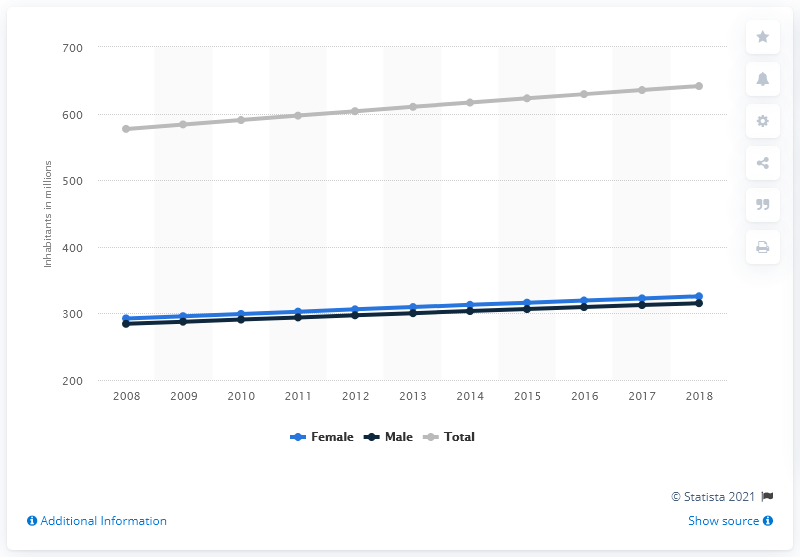 700
600
500
400
300
200
Inhabitants in millions
2008 2009 2010 2011 2012 2013 2014 2015 2016 2017 2018
Female Male Total
© Statista 2021
Additional Information
Show source